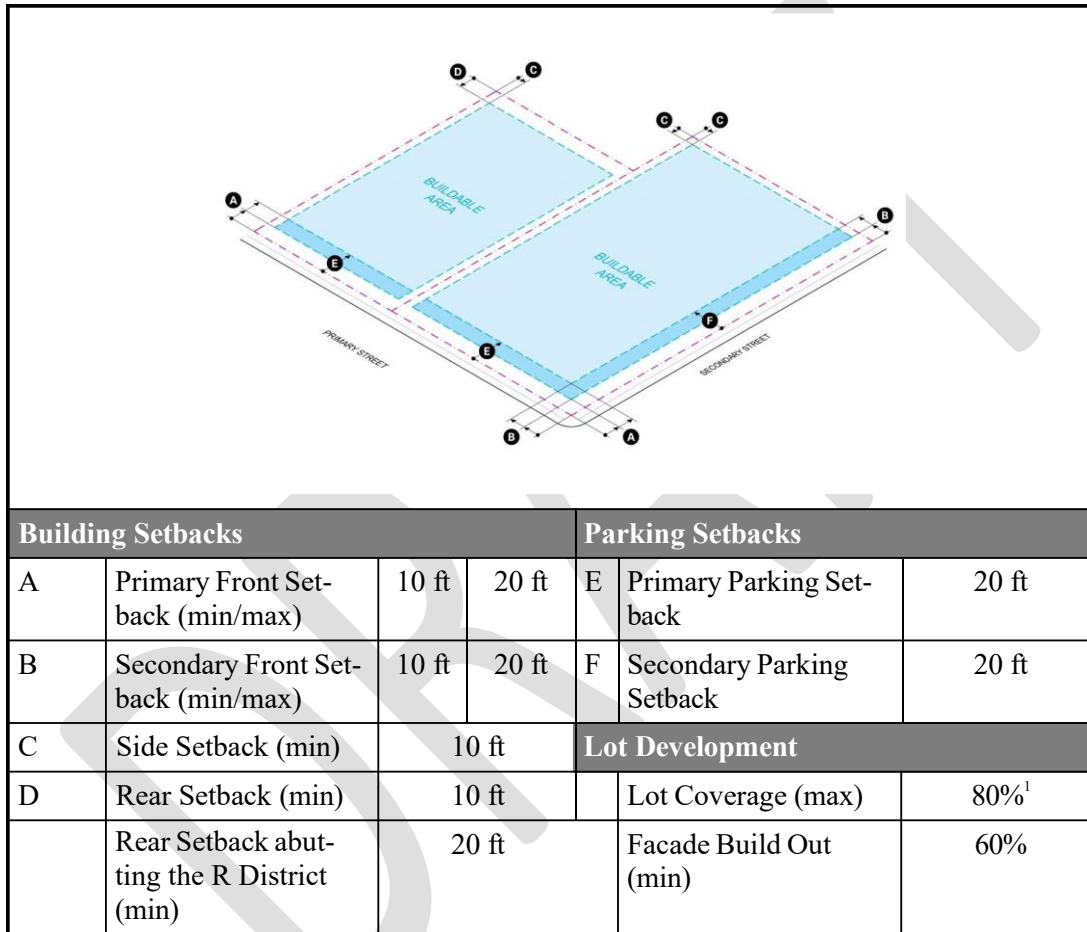 D
C
C
C
A
B
BUILDABLE
AREA
E
BUILDABLE
AREA
F
PRIMARY STREET
E
SECONDARY STREET
B
A
DRAFT
Building Setbacks
Parking Setbacks
A
Primary Front Set-
back (min/max)
10 ft
20 ft
E
Primary Parking Set-
back
20 ft
B
Secondary Front Set-
back (min/max)
10 ft
20 ft
F
Secondary Parking
Setback
20 ft
C
Side Setback (min)
10 ft
Lot Development
D
Rear Setback (min)
10 ft
Lot Coverage (max)
80%¹
Rear Setback abut-
ting the R District
(min)
20 ft
Facade Build Out
(min)
60%